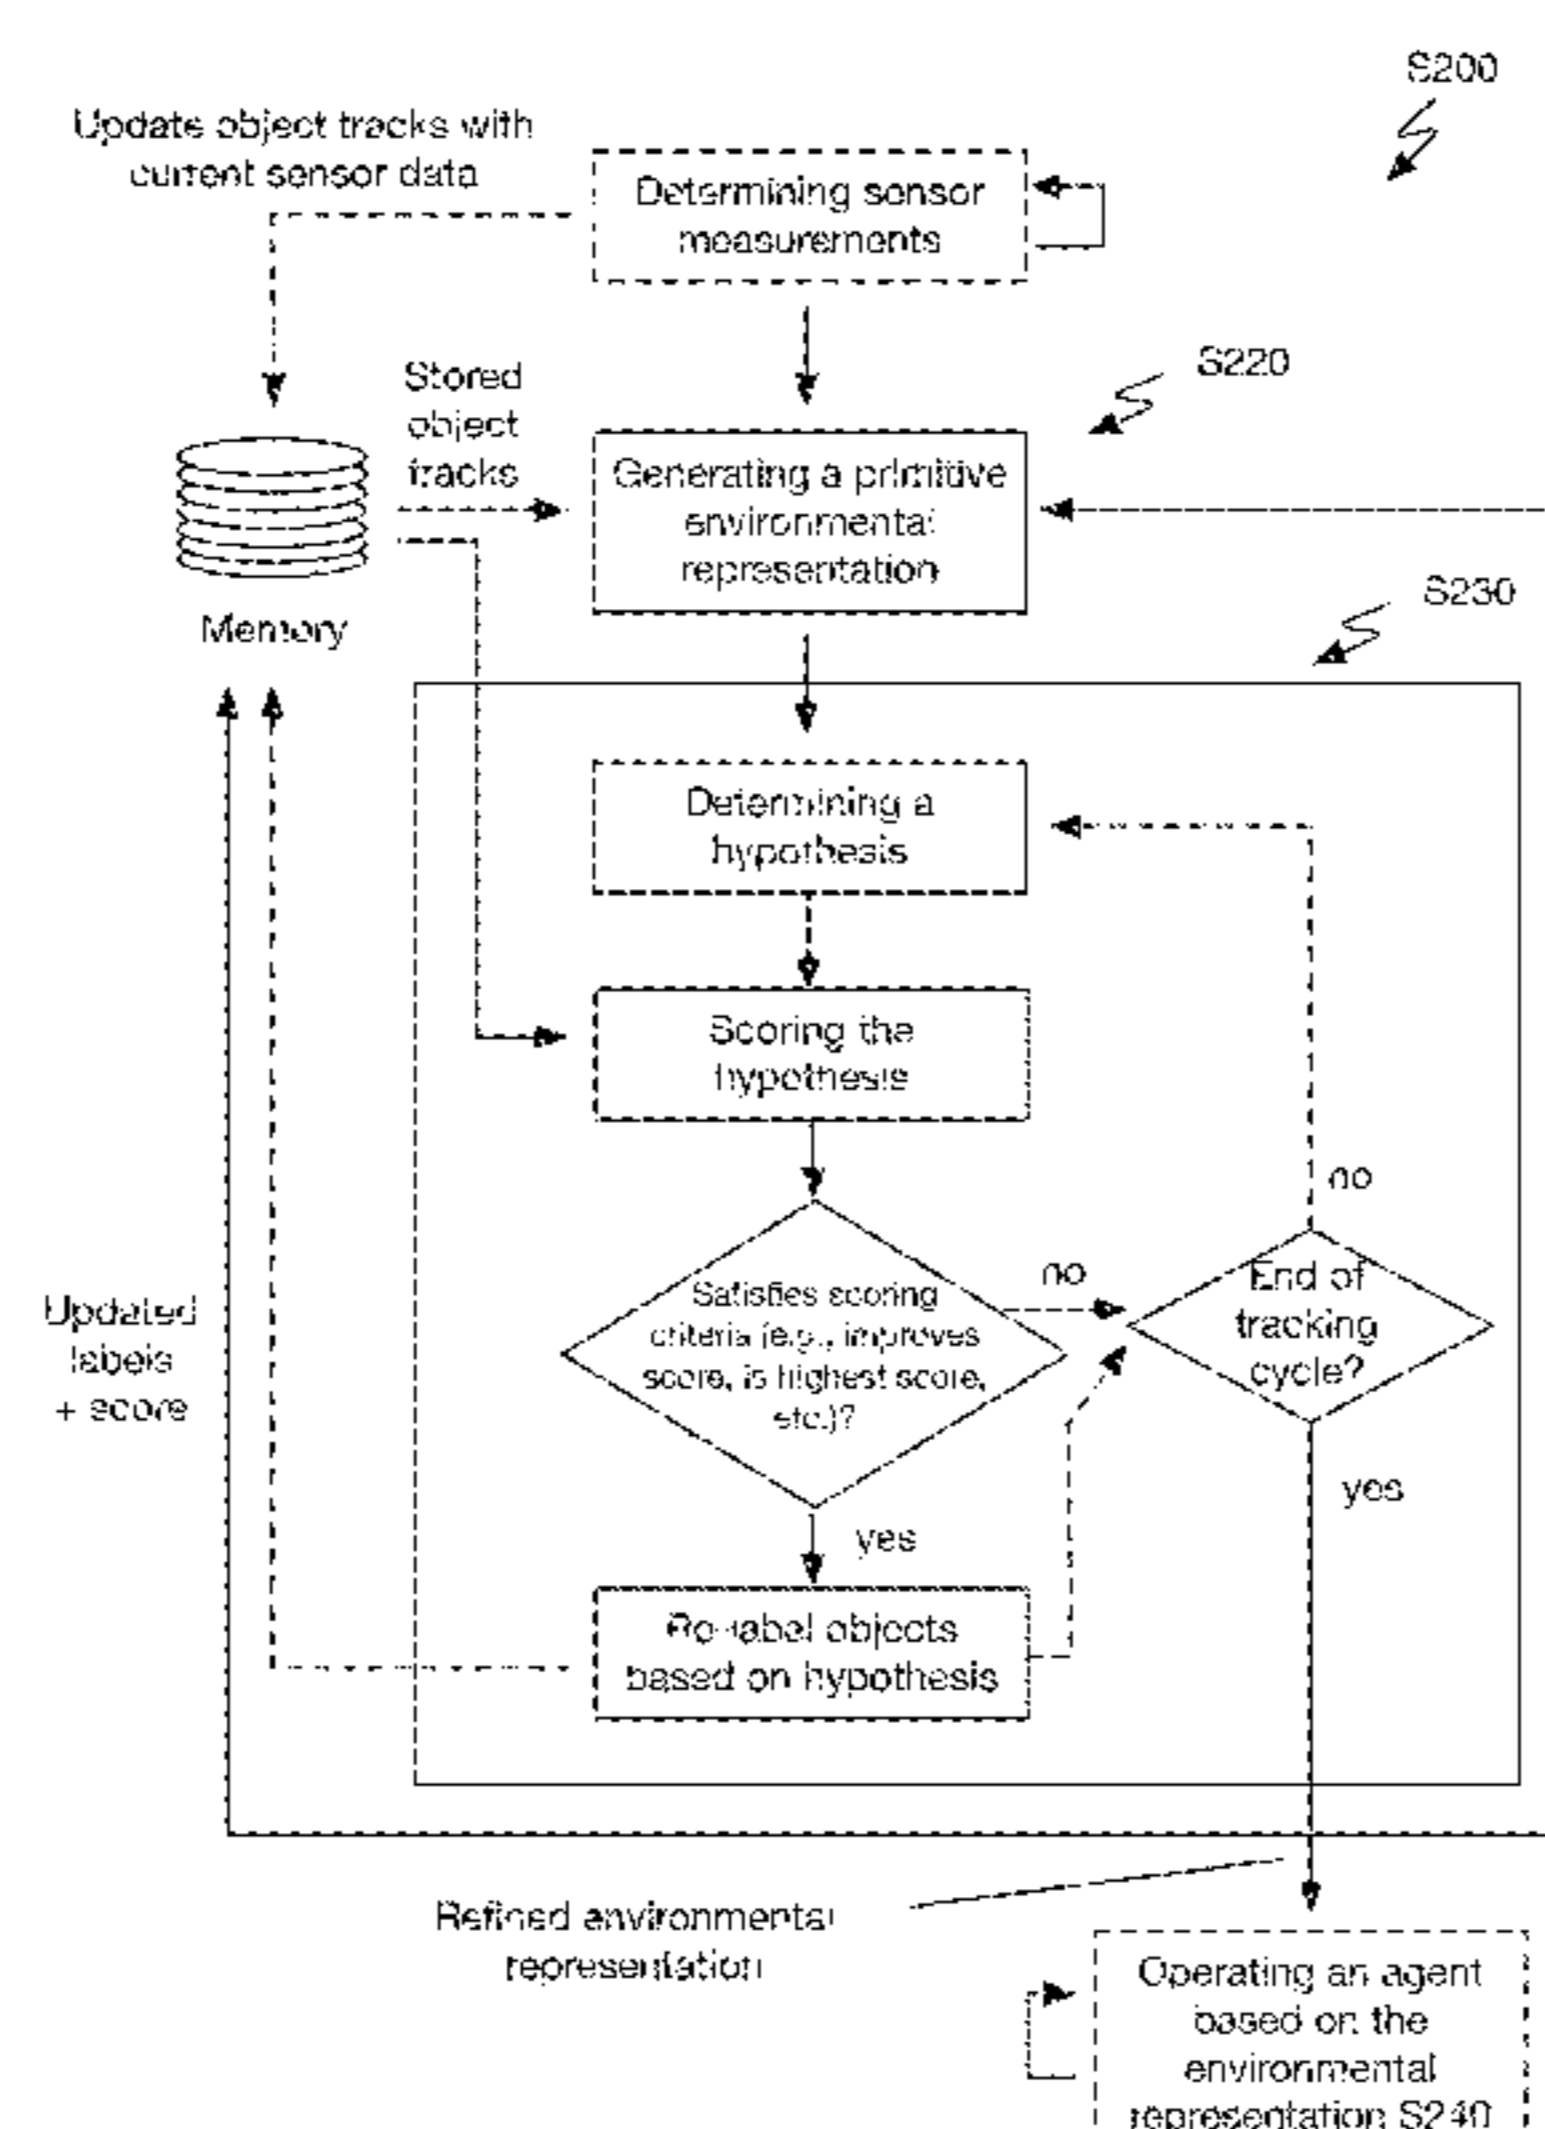 S200
Update object tracks with
current sensor data
Determining sensor
measurements
S220
Stored
object
tracks
Generating a primitive
environmental
representation
Memory
S230
Determining a
hypothesis
Scoring the
hypothesis
no
Satisfies scoring
criteria (e.g., improves
score, is highest score,
etc.)?
no
End of
tracking
cycle?
Updated
labels
+ score
yes
yes
Re-label objects
based on hypothesis
Refined environmental
representation
Operating an agent
based on the
environmental
representation S240